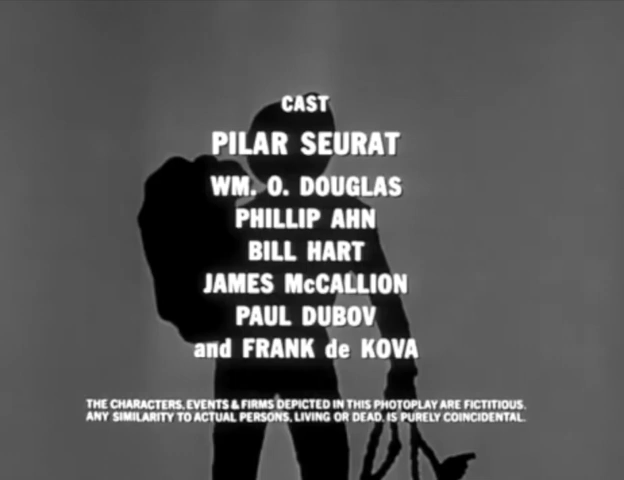 CAST
PILAR SEURAT
WM. O. DOUGLAS
PHILLIP AHN
BILL HART
JAMES McCALLION
PAUL DUBOV
and FRANK de KOVA
THE CHARACTERS, EVENTS & FIRMS DEPICTED IN THIS PHOTOPLAY ARE FICTITIOUS.
ANY SIMILARITY TO ACTUAL PERSONS, LIVING OR DEAD, IS PURELY COINCIDENTAL.